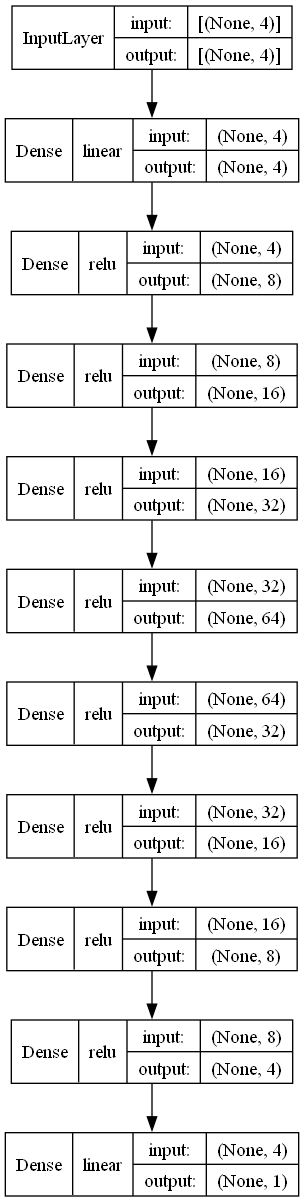 InputLayer input: [(None, 4)]
output: [(None, 4)]
Dense linear input: (None, 4)
output: (None, 4)
Dense relu input: (None, 4)
output: (None, 8)
Dense relu input: (None, 8)
output: (None, 16)
Dense relu input: (None, 16)
output: (None, 32)
Dense relu input: (None, 32)
output: (None, 64)
Dense relu input: (None, 64)
output: (None, 32)
Dense relu input: (None, 32)
output: (None, 16)
Dense relu input: (None, 16)
output: (None, 8)
Dense relu input: (None, 8)
output: (None, 4)
Dense linear input: (None, 4)
output: (None, 1)